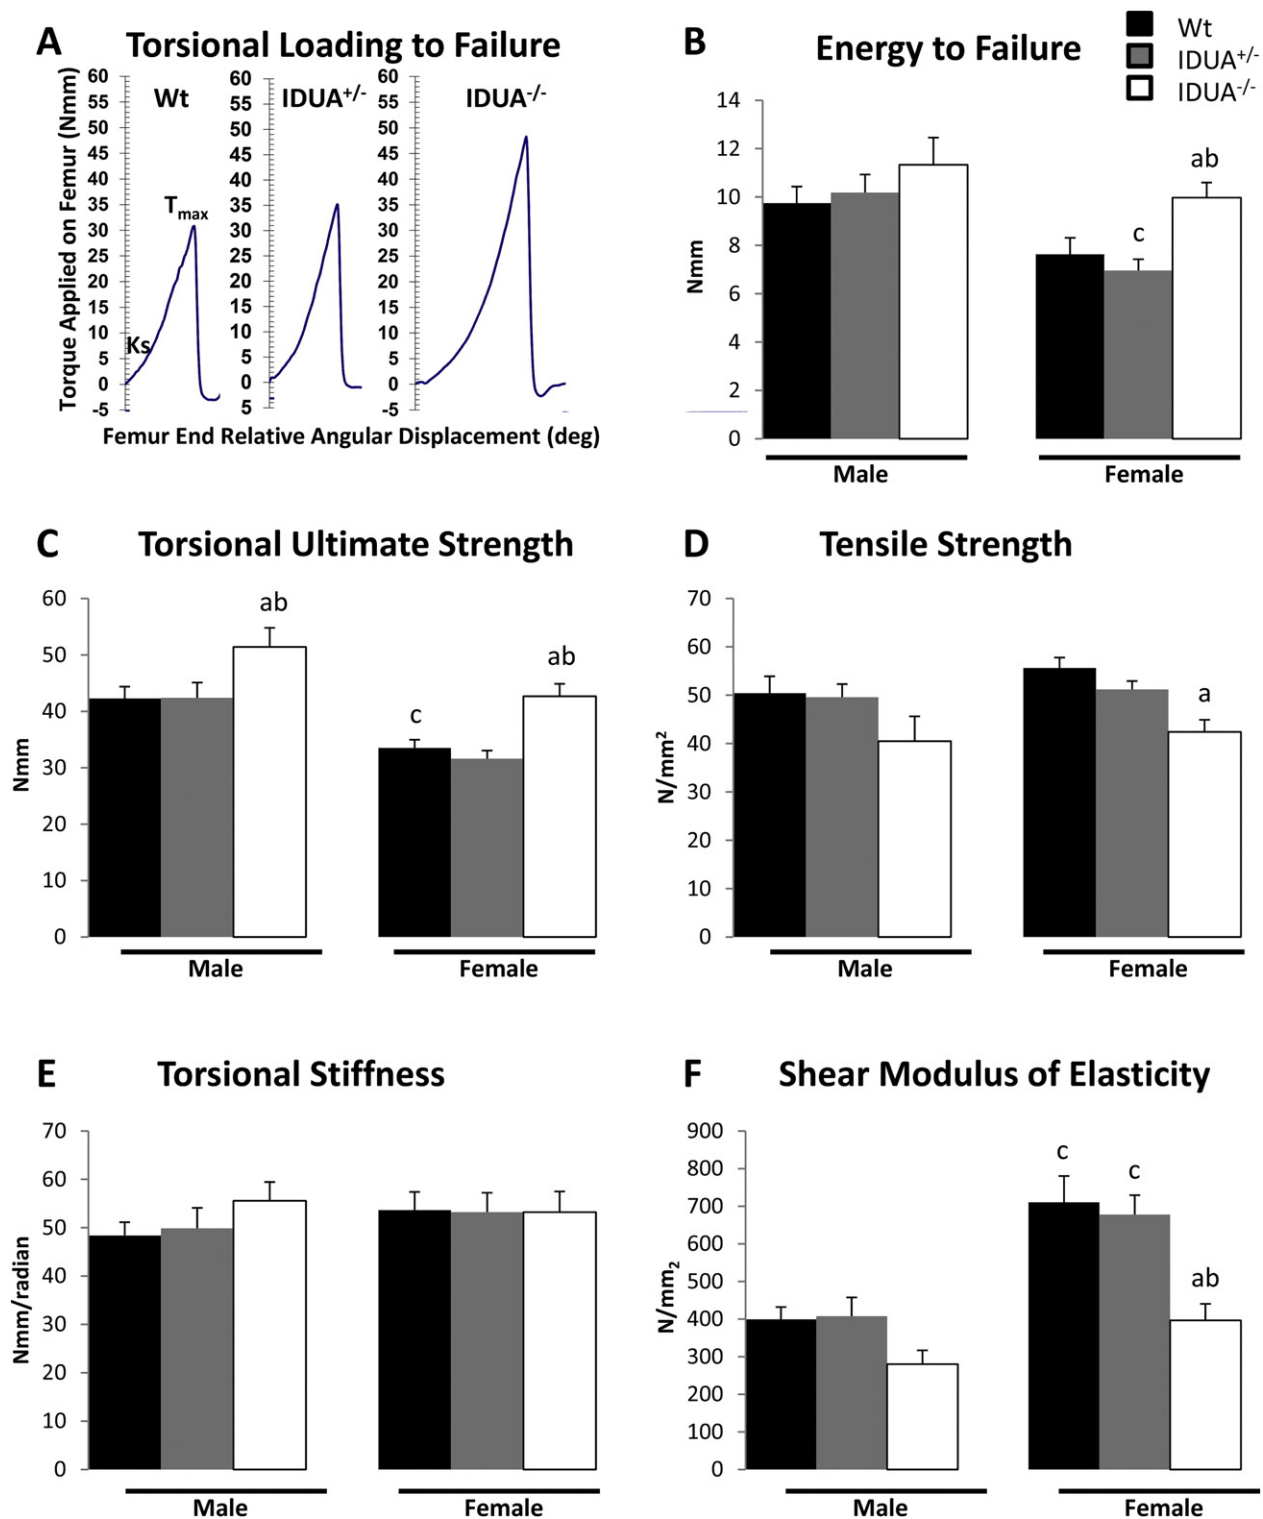 A Torsional Loading to Failure
Torque Applied on Femur (Nmm)
60
55
50
45
40
35
30
25
20
15
10
5
0
-5
Wt
T_max
Ks
60
55
50
45
40
35
30
25
20
15
10
5
0
5
IDUA+/-
60
55
50
45
40
35
30
25
20
15
10
5
0
-5
IDUA-/-
Femur End Relative Angular Displacement (deg)
B Energy to Failure
Wt
IDUA+/-
IDUA-/-
Nmm
14
12
10
8
6
4
2
0
c
ab
Male Female
C Torsional Ultimate Strength
Nmm
60
50
40
30
20
10
0
ab
c
ab
Male Female
D Tensile Strength
N/mm²
70
60
50
40
30
20
10
0
a
Male Female
E Torsional Stiffness
Nmm/radian
70
60
50
40
30
20
10
0
Male Female
F Shear Modulus of Elasticity
N/mm₂
900
800
700
600
500
400
300
200
100
0
c
c
ab
Male Female